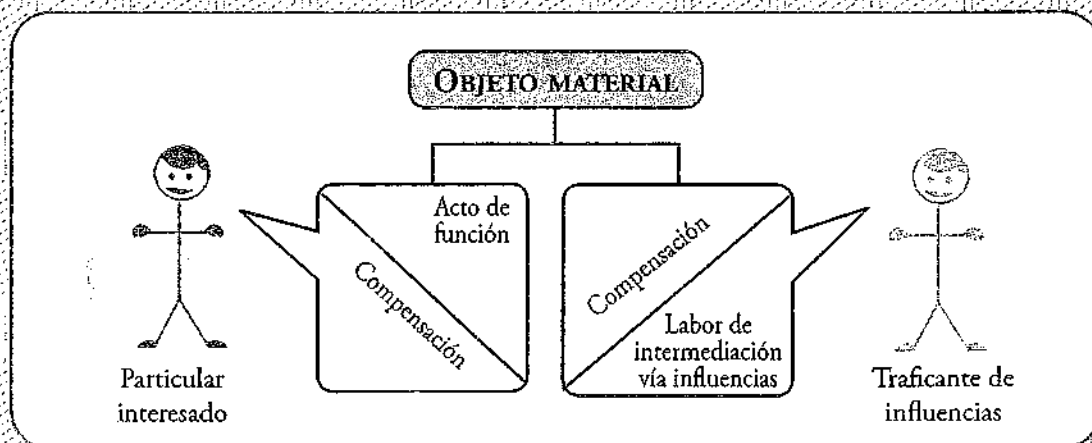 OBJETO MATERIAL
Acto de
función
Compensación
Compensación
Labor de
intermediación
vía influencias
Particular
interesado
Traficante de
influencias